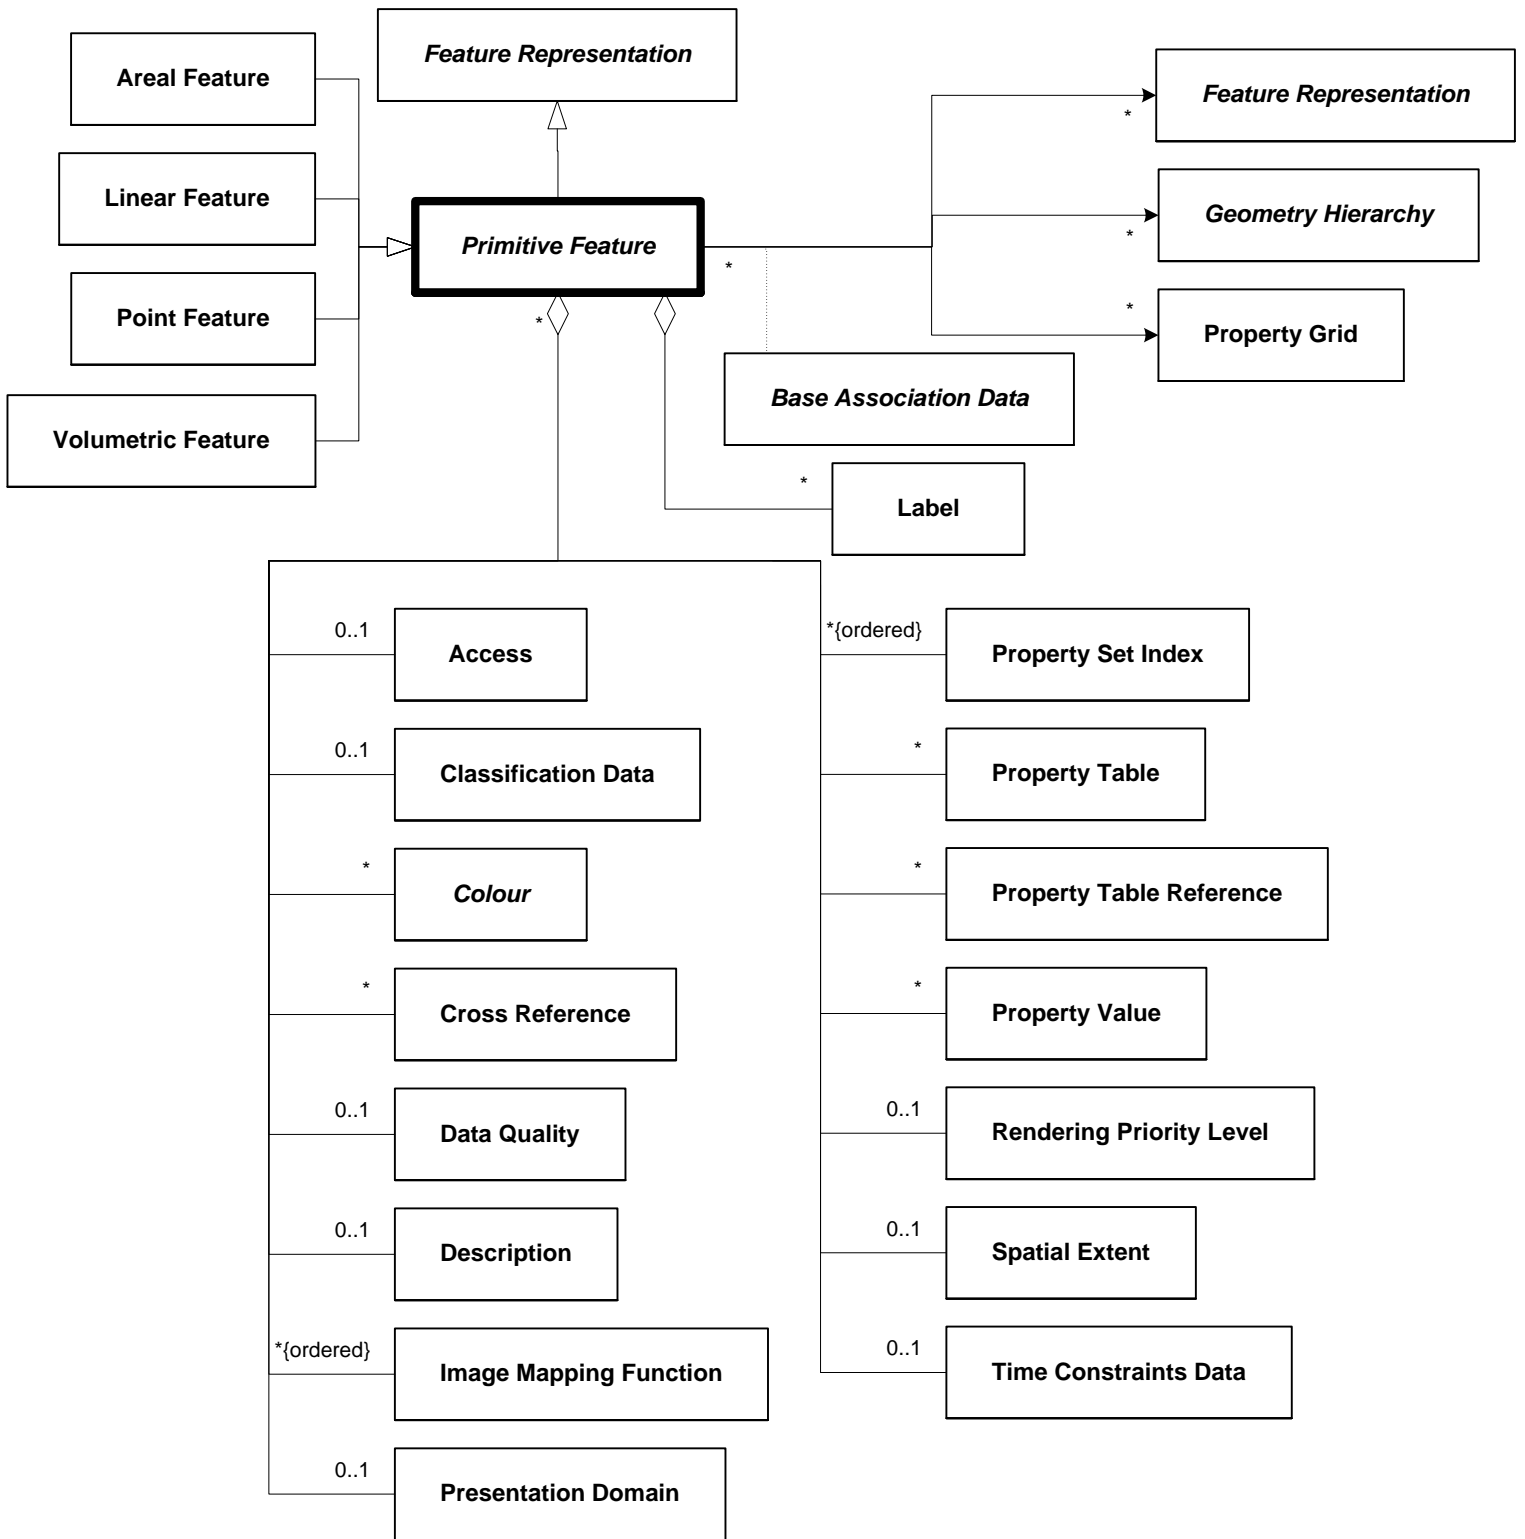 Feature Representation
Areal Feature
Feature Representation
*
Linear Feature
Geometry Hierarchy
*
Primitive Feature
*
Point Feature
*
Property Grid
*
Base Association Data
Volumetric Feature
*
Label
0..1
Access
*{ordered}
Property Set Index
0..1
Classification Data
*
Property Table
*
Colour
*
Property Table Reference
*
Cross Reference
*
Property Value
0..1
Data Quality
0..1
Rendering Priority Level
0..1
Description
0..1
Spatial Extent
*{ordered}
Image Mapping Function
0..1
Time Constraints Data
0..1
Presentation Domain